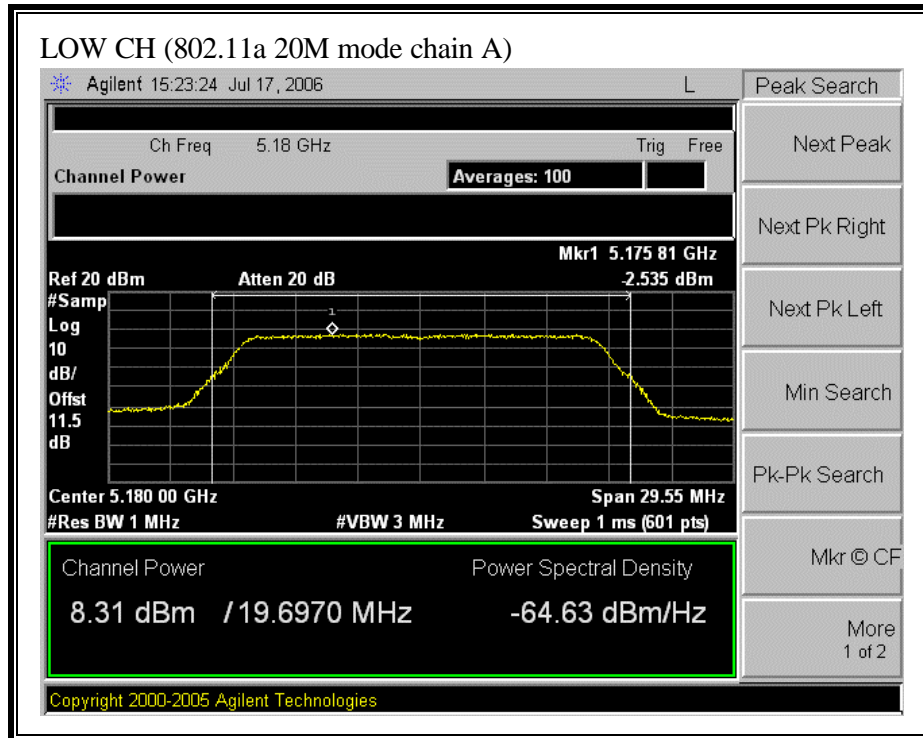 LOW CH (802.11a 20M mode chain A)
Agilent 15:23:24 Jul 17, 2006 L
Peak Search
Ch Freq 5.18 GHz Trig Free
Channel Power Averages: 100
Mkr1 5.175 81 GHz
Ref 20 dBm Atten 20 dB -2.535 dBm
#Samp
Log
10
dB/
Offst
11.5
dB
1
Center 5.180 00 GHz Span 29.55 MHz
#Res BW 1 MHz #VBW 3 MHz Sweep 1 ms (601 pts)
Channel Power Power Spectral Density
8.31 dBm / 19.6970 MHz -64.63 dBm/Hz
Copyright 2000-2005 Agilent Technologies
Next Peak
Next Pk Right
Next Pk Left
Min Search
Pk-Pk Search
Mkr © CF
More
1 of 2